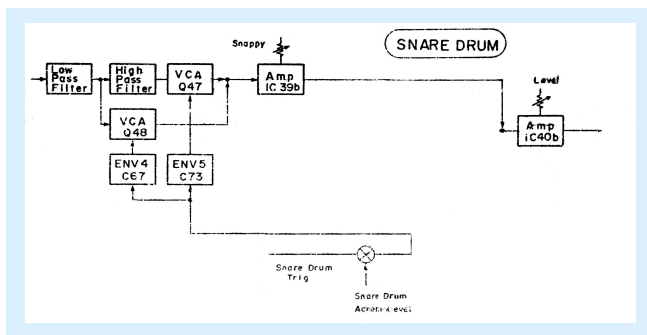 SNARE DRUM
Snappy
Low
Pass
Filter
High
Pass
Filter
VCA
Q47
Amp
IC 39b
Level
Amp
IC40b
VCA
Q48
ENV4
C67
ENV5
C73
Snare Drum
Trig
Snare Drum